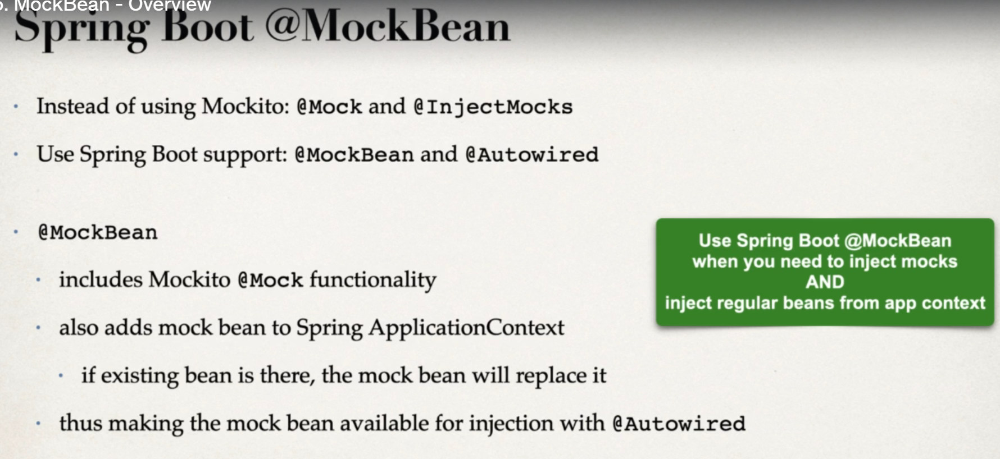 MockBean - Overview
Spring Boot @MockBean
Instead of using Mockito: @Mock and @InjectMocks
Use Spring Boot support: @MockBean and @Autowired
@MockBean
includes Mockito @Mock functionality
also adds mock bean to Spring ApplicationContext
if existing bean is there, the mock bean will replace it
thus making the mock bean available for injection with @Autowired
Use Spring Boot @MockBean
when you need to inject mocks
AND
inject regular beans from app context